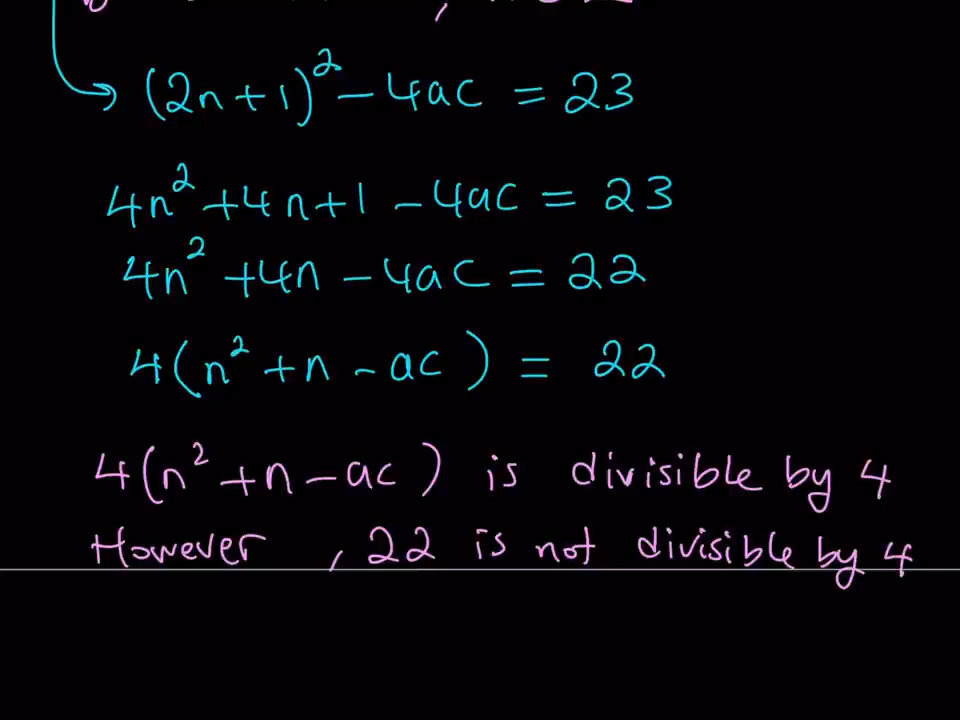 (2n+1)² - 4ac = 23
4n² + 4n + 1 - 4ac = 23
4n² + 4n - 4ac = 22
4(n² + n - ac) = 22
4(n² + n - ac) is divisible by 4
However, 22 is not divisible by 4